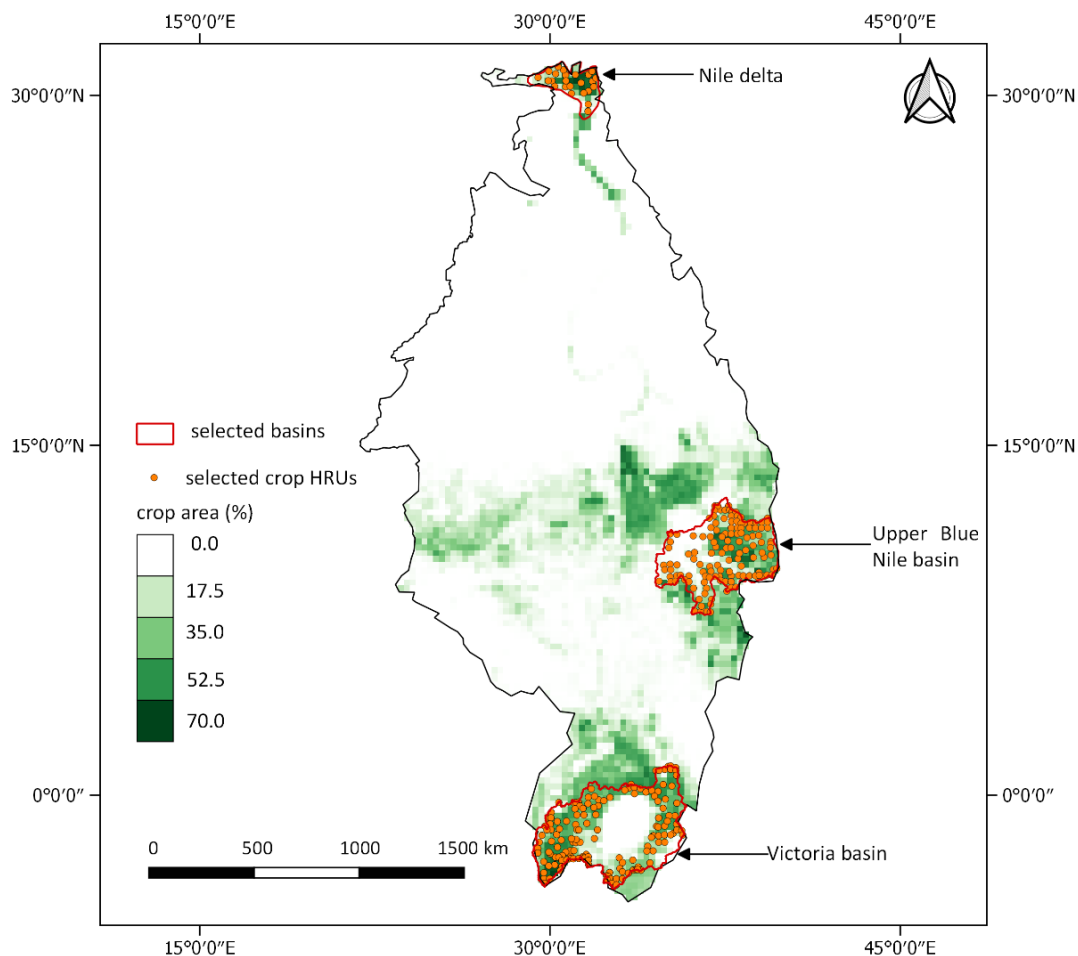 15°0′0″E 30°0′0″E 45°0′0″E
Nile delta
30°0′0″N 30°0′0″N
15°0′0″N 15°0′0″N
selected basins
selected crop HRUs
crop area (%)
0.0
17.5
35.0
52.5
70.0
Upper Blue
Nile basin
0°0′0″ 0°0′0″
0 500 1000 1500 km
Victoria basin
15°0′0″E 30°0′0″E 45°0′0″E